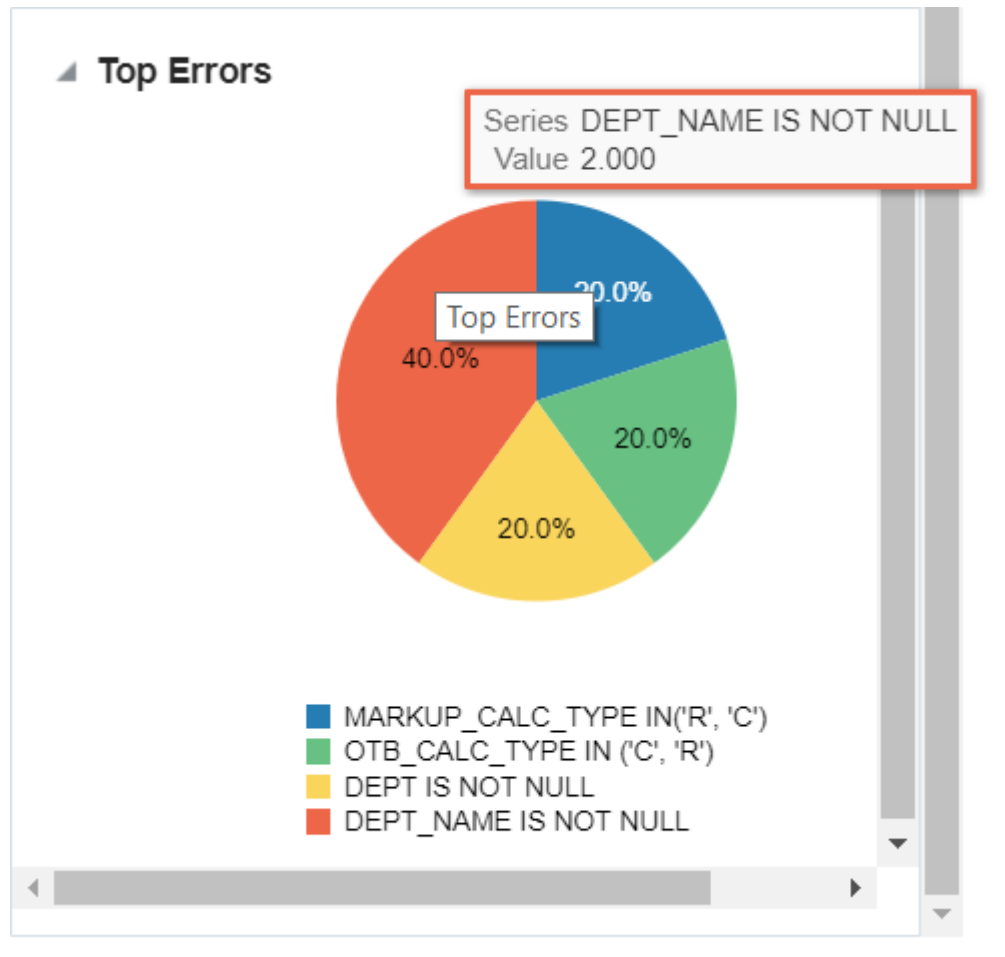 Top Errors
Series DEPT_NAME IS NOT NULL
Value 2.000
20.0%
Top Errors
40.0%
20.0%
20.0%
MARKUP_CALC_TYPE IN('R', 'C')
OTB_CALC_TYPE IN ('C', 'R')
DEPT IS NOT NULL
DEPT_NAME IS NOT NULL